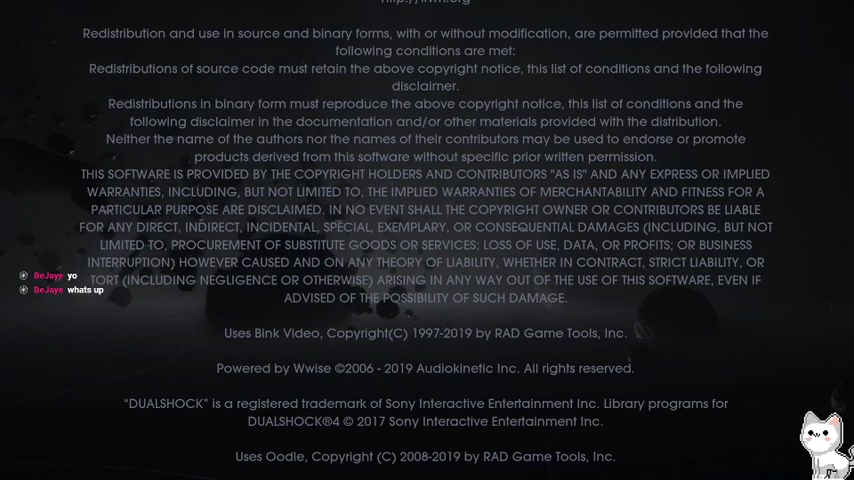 http://llvm.org
Redistribution and use in source and binary forms, with or without modification, are permitted provided that the
following conditions are met:
Redistributions of source code must retain the above copyright notice, this list of conditions and the following
disclaimer.
Redistributions in binary form must reproduce the above copyright notice, this list of conditions and the
following disclaimer in the documentation and/or other materials provided with the distribution.
Neither the name of the authors nor the names of their contributors may be used to endorse or promote
products derived from this software without specific prior written permission.
THIS SOFTWARE IS PROVIDED BY THE COPYRIGHT HOLDERS AND CONTRIBUTORS "AS IS" AND ANY EXPRESS OR IMPLIED
WARRANTIES, INCLUDING, BUT NOT LIMITED TO, THE IMPLIED WARRANTIES OF MERCHANTABILITY AND FITNESS FOR A
PARTICULAR PURPOSE ARE DISCLAIMED. IN NO EVENT SHALL THE COPYRIGHT OWNER OR CONTRIBUTORS BE LIABLE
FOR ANY DIRECT, INDIRECT, INCIDENTAL, SPECIAL, EXEMPLARY, OR CONSEQUENTIAL DAMAGES (INCLUDING, BUT NOT
LIMITED TO, PROCUREMENT OF SUBSTITUTE GOODS OR SERVICES; LOSS OF USE, DATA, OR PROFITS; OR BUSINESS
INTERRUPTION) HOWEVER CAUSED AND ON ANY THEORY OF LIABILITY, WHETHER IN CONTRACT, STRICT LIABILITY, OR
BeJaye yo
TORT (INCLUDING NEGLIGENCE OR OTHERWISE) ARISING IN ANY WAY OUT OF THE USE OF THIS SOFTWARE, EVEN IF
BeJaye whats up
ADVISED OF THE POSSIBILITY OF SUCH DAMAGE.
Uses Bink Video, Copyright(C) 1997-2019 by RAD Game Tools, Inc.
Powered by Wwise ©2006 - 2019 Audiokinetic Inc. All rights reserved.
“DUALSHOCK” is a registered trademark of Sony Interactive Entertainment Inc. Library programs for
DUALSHOCK®4 © 2017 Sony Interactive Entertainment Inc.
Uses Oodle, Copyright (C) 2008-2019 by RAD Game Tools, Inc.